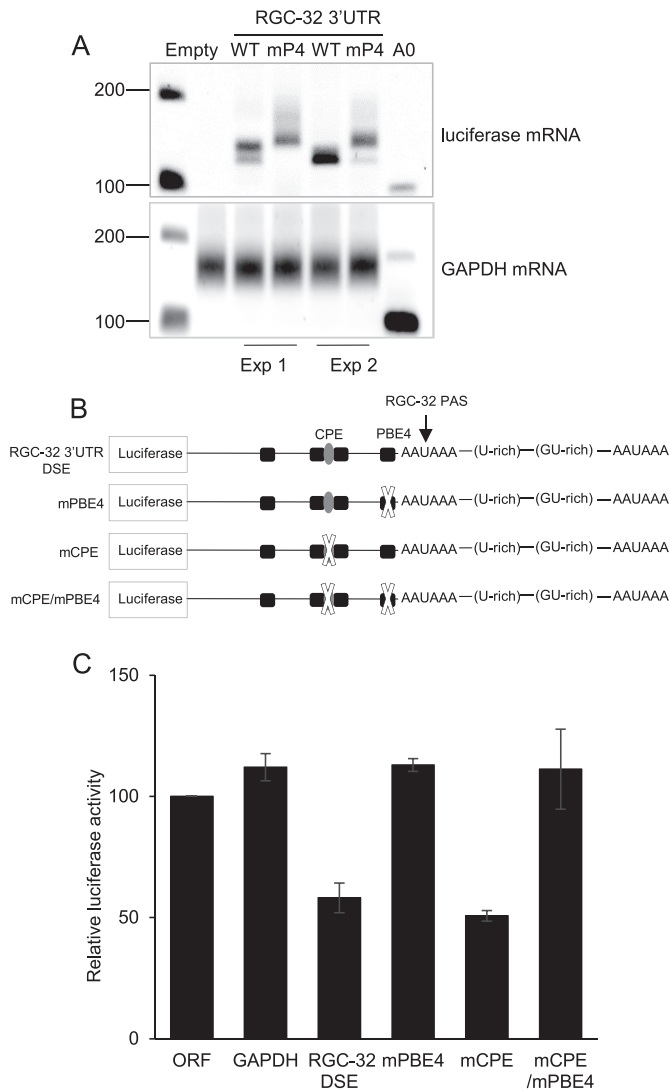 RGC-32 3'UTR
A
Empty WT mP4 WT mP4 A0
200
luciferase mRNA
100
200
GAPDH mRNA
100
Exp 1 Exp 2
B
RGC-32 PAS
CPE PBE4
RGC-32 3'UTR DSE
Luciferase AAUAAA (U-rich) (GU-rich) AAUAAA
mPBE4 Luciferase AAUAAA (U-rich) (GU-rich) AAUAAA
mCPE Luciferase AAUAAA (U-rich) (GU-rich) AAUAAA
mCPE/mPBE4 Luciferase AAUAAA (U-rich) (GU-rich) AAUAAA
C
150
100
50
0
Relative luciferase activity
ORF GAPDH RGC-32 mPBE4 mCPE mCPE
DSE /mPBE4